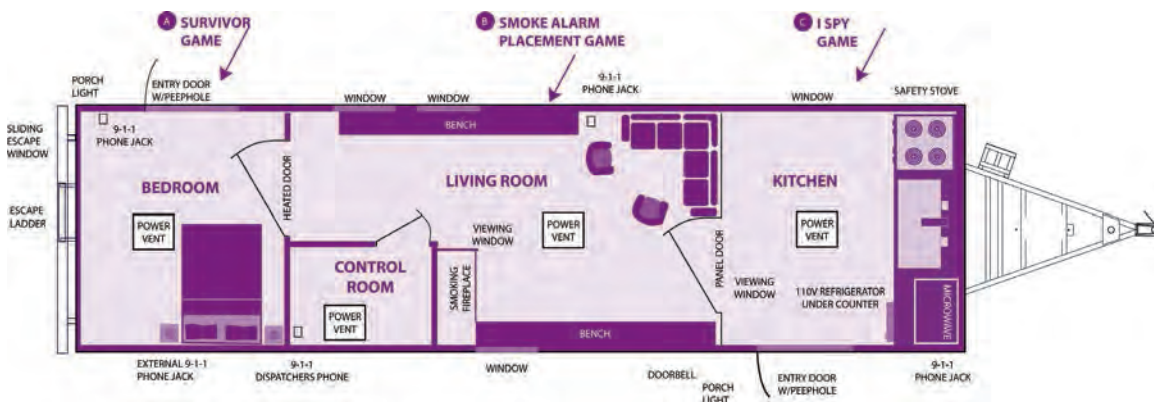 A SURVIVOR
GAME
B SMOKE ALARM
PLACEMENT GAME
C I SPY
GAME
PORCH
LIGHT
ENTRY DOOR
W/PEEPHOLE
WINDOW
WINDOW
9-1-1
PHONE JACK
WINDOW
SAFETY STOVE
SLIDING
ESCAPE
WINDOW
9-1-1
PHONE JACK
BENCH
BEDROOM
HEATED DOOR
LIVING ROOM
KITCHEN
ESCAPE
LADDER
POWER
VENT
VIEWING
WINDOW
POWER
VENT
PANEL DOOR
POWER
VENT
CONTROL
ROOM
SMOKING
FIREPLACE
VIEWING
WINDOW
110V REFRIGERATOR
UNDER COUNTER
MICROWAVE
POWER
VENT
BENCH
EXTERNAL 9-1-1
PHONE JACK
9-1-1
DISPATCHERS PHONE
WINDOW
DOORBELL
PORCH
LIGHT
ENTRY DOOR
W/PEEPHOLE
9-1-1
PHONE JACK